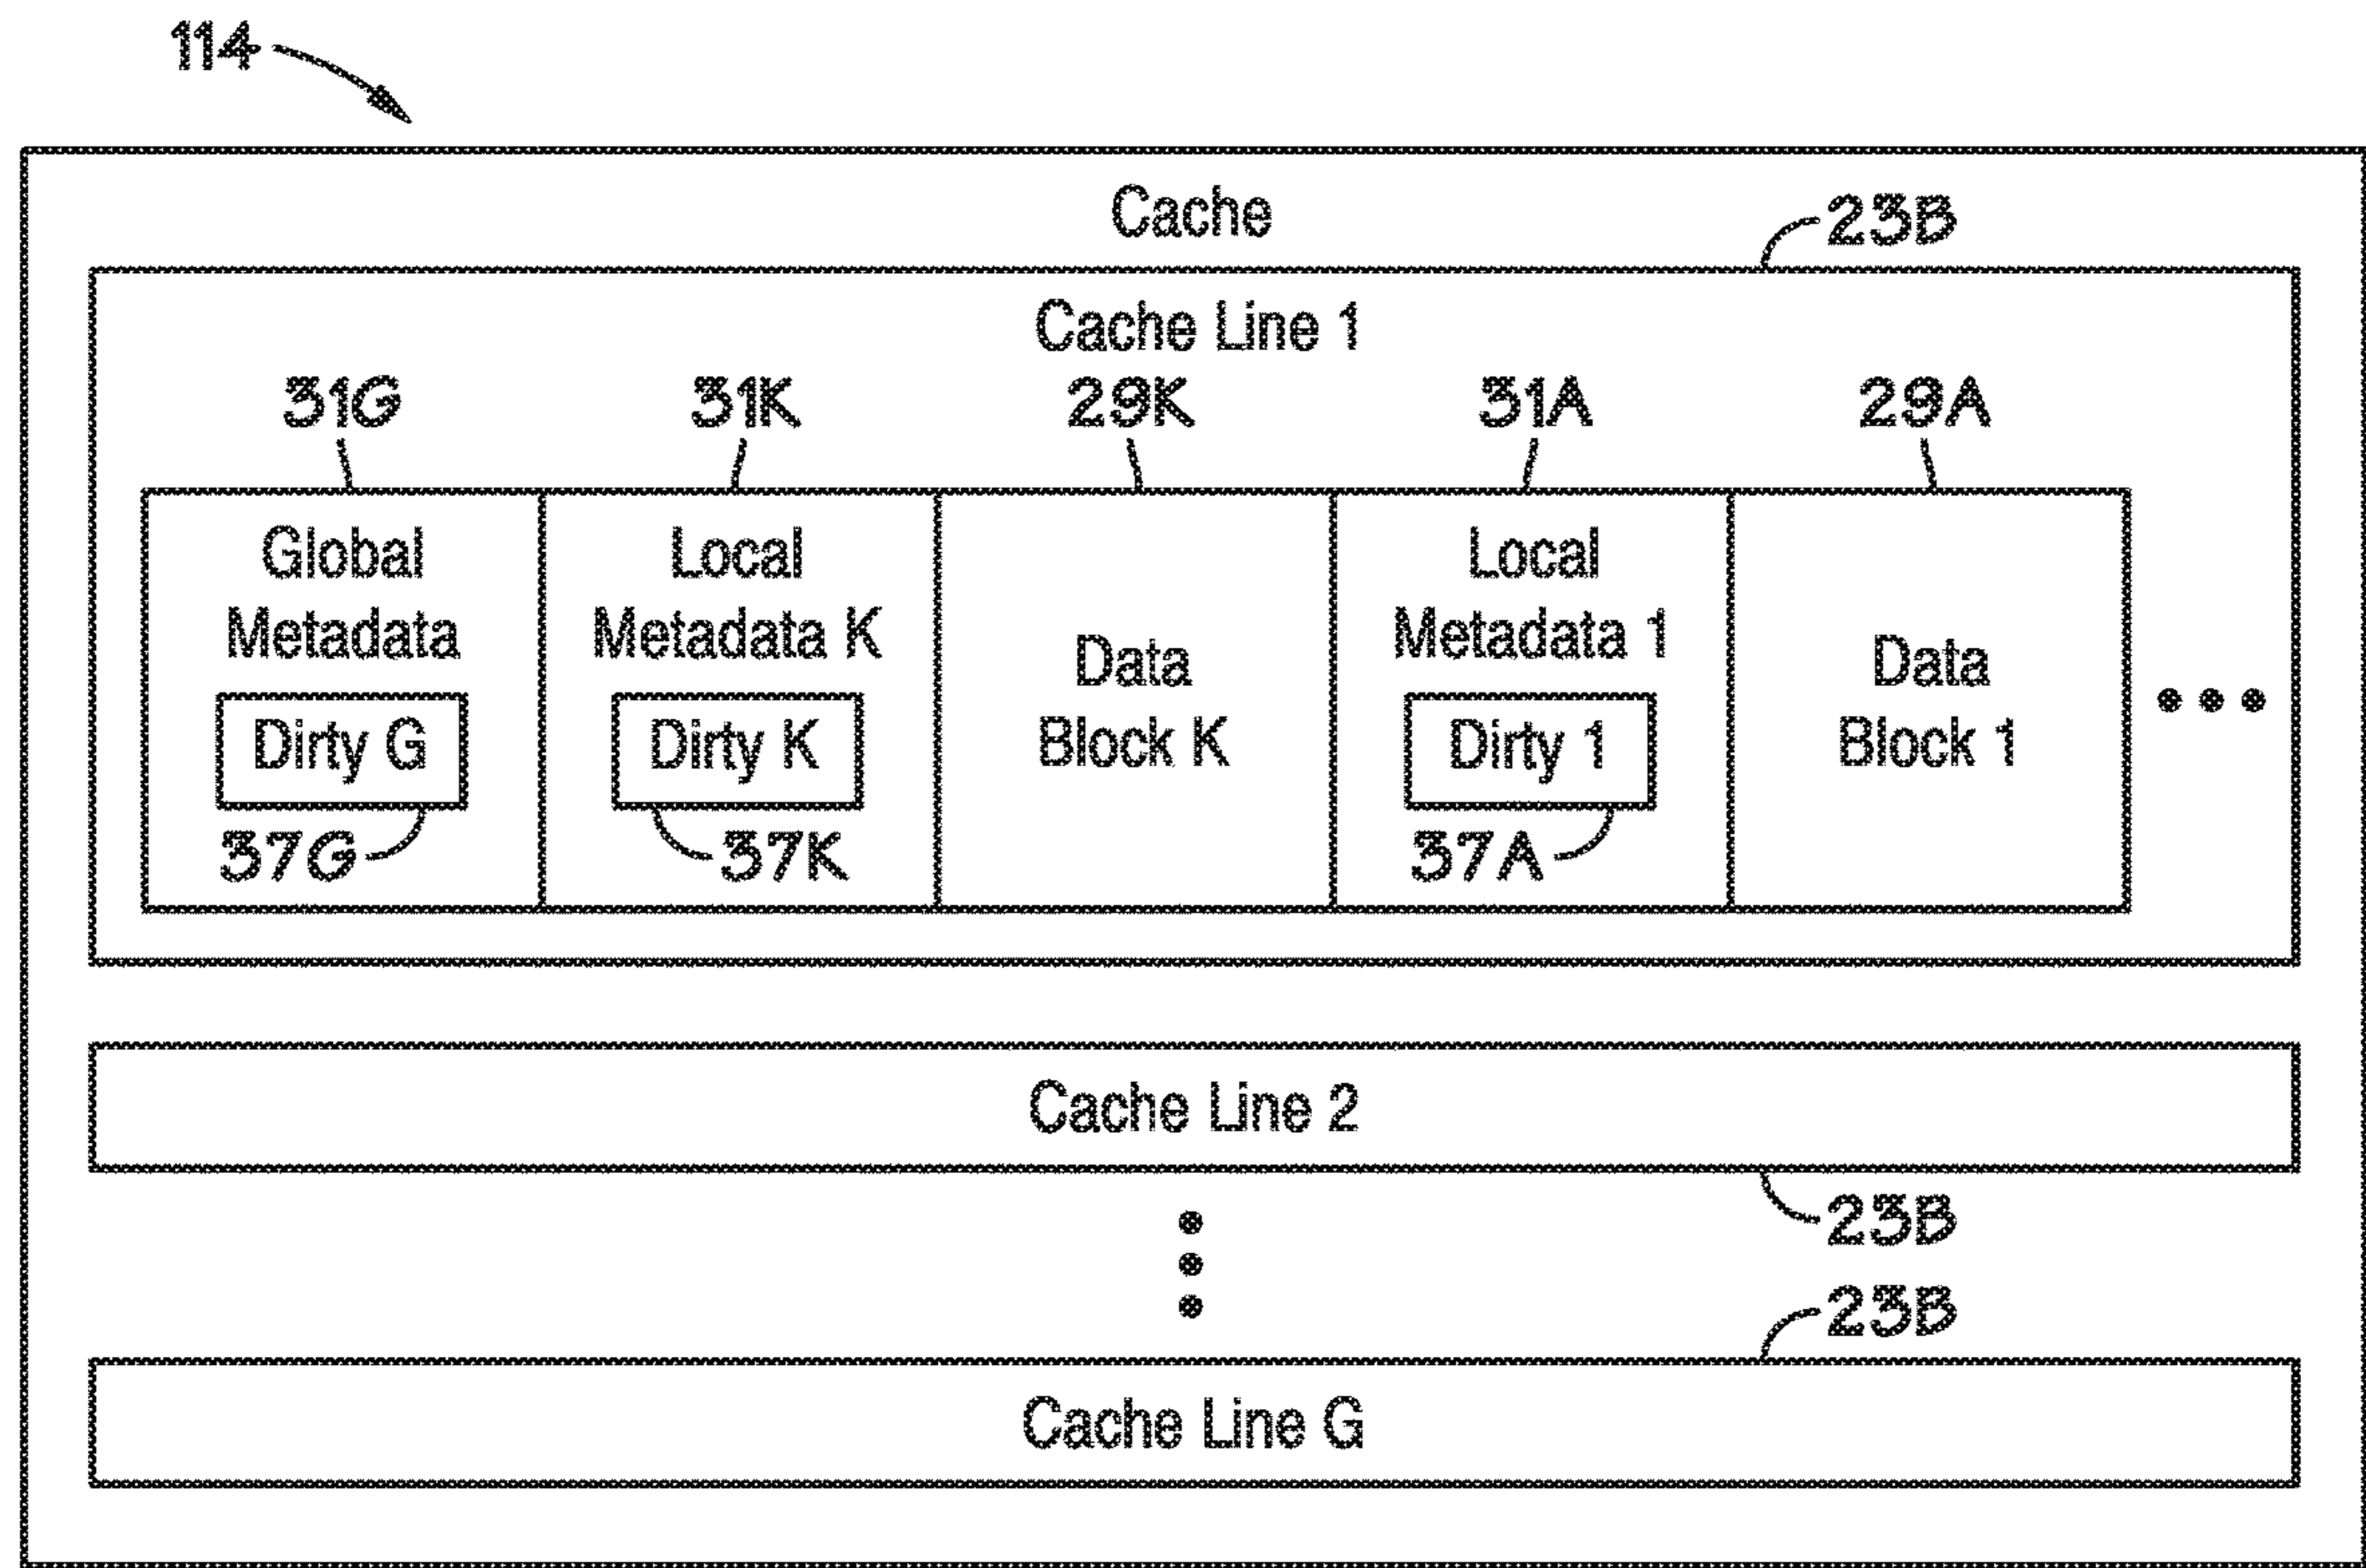 114
Cache
23B
Cache Line 1
31G 31K 29K 31A 29A
Global Metadata
Dirty G
37G
Local Metadata K
Dirty K
37K
Data Block K
Local Metadata 1
Dirty 1
37A
Data Block 1
Cache Line 2
23B
23B
Cache Line G